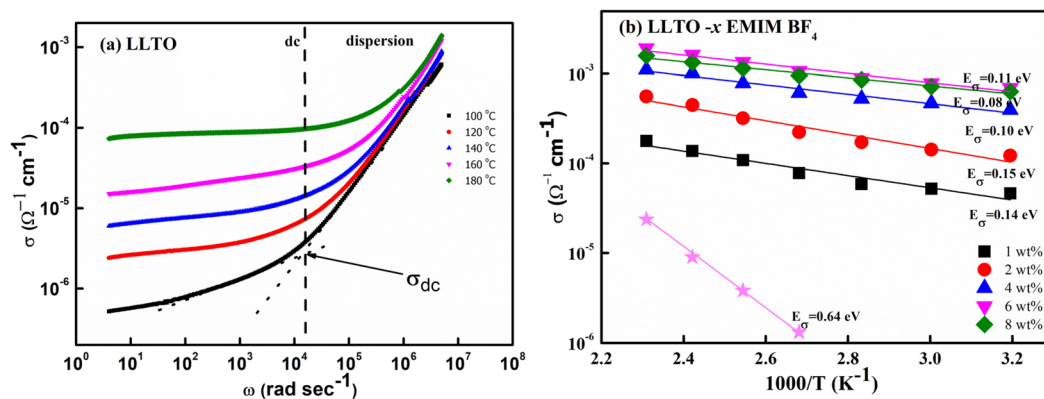 (a) LLTO
dc
dispersion
100 °C
120 °C
140 °C
160 °C
180 °C
σdc
10⁻³
10⁻⁴
10⁻⁵
10⁻⁶
σ (Ω⁻¹ cm⁻¹)
10⁰ 10¹ 10² 10³ 10⁴ 10⁵ 10⁶ 10⁷ 10⁸
ω (rad sec⁻¹)
(b) LLTO -x EMIM BF₄
Eσ=0.11 eV
Eσ=0.08 eV
Eσ=0.10 eV
Eσ=0.15 eV
Eσ=0.14 eV
Eσ=0.64 eV
1 wt%
2 wt%
4 wt%
6 wt%
8 wt%
10⁻³
10⁻⁴
10⁻⁵
10⁻⁶
σ (Ω⁻¹ cm⁻¹)
2.2 2.4 2.6 2.8 3.0 3.2
1000/T (K⁻¹)